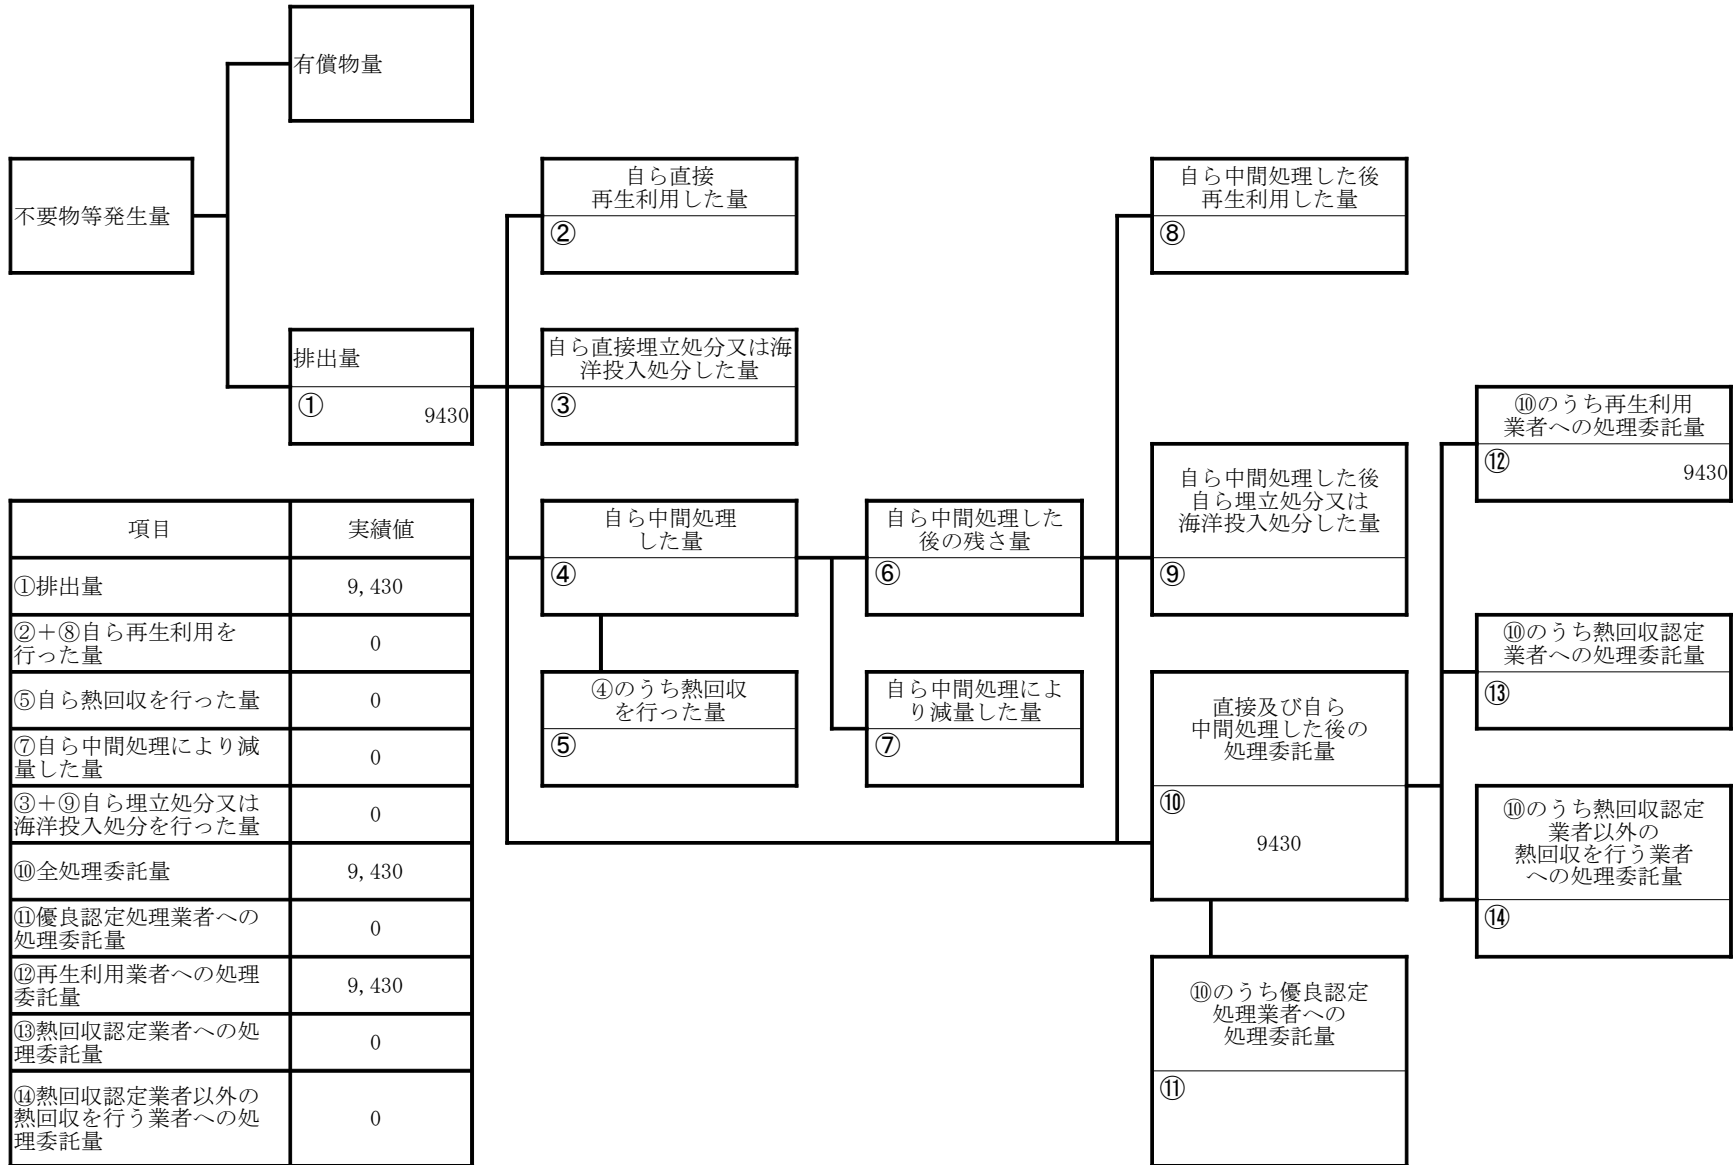 有償物量
不要物等発生量
排出量
①
9430
自ら直接
再生利用した量
②
自ら直接埋立処分又は海
洋投入処分した量
③
自ら中間処理
した量
④
④のうち熱回収
を行った量
⑤
自ら中間処理した
後の残さ量
⑥
自ら中間処理によ
り減量した量
⑦
自ら中間処理した後
再生利用した量
⑧
自ら中間処理した後
自ら埋立処分又は
海洋投入処分した量
⑨
直接及び自ら
中間処理した後の
処理委託量
⑩
9430
⑩のうち優良認定
処理業者への
処理委託量
⑪
⑩のうち再生利用
業者への処理委託量
⑫
9430
⑩のうち熱回収認定
業者への処理委託量
⑬
⑩のうち熱回収認定
業者以外の
熱回収を行う業者
への処理委託量
⑭
項目 実績値
①排出量 9,430
②+⑧自ら再生利用を
行った量 0
⑤自ら熱回収を行った量 0
⑦自ら中間処理により減
量した量 0
③+⑨自ら埋立処分又は
海洋投入処分を行った量 0
⑩全処理委託量 9,430
⑪優良認定処理業者への
処理委託量 0
⑫再生利用業者への処理
委託量 9,430
⑬熱回収認定業者への処
理委託量 0
⑭熱回収認定業者以外の
熱回収を行う業者への処
理委託量 0